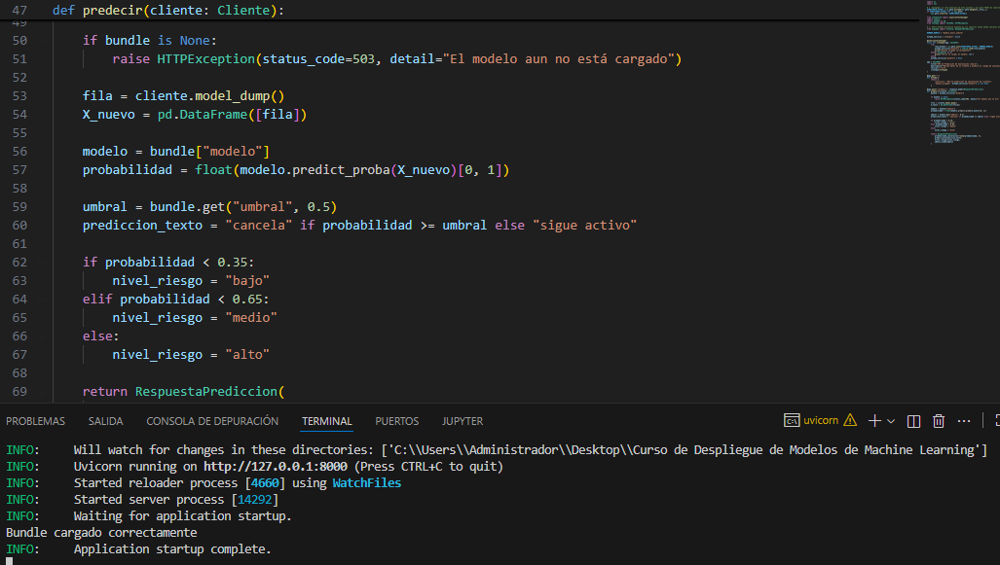 47 def predecir(cliente: Cliente):
49
50 if bundle is None:
51 raise HTTPException(status_code=503, detail="El modelo aun no está cargado")
52
53 fila = cliente.model_dump()
54 X_nuevo = pd.DataFrame([fila])
55
56 modelo = bundle["modelo"]
57 probabilidad = float(modelo.predict_proba(X_nuevo)[0, 1])
58
59 umbral = bundle.get("umbral", 0.5)
60 prediccion_texto = "cancela" if probabilidad >= umbral else "sigue activo"
61
62 if probabilidad < 0.35:
63 nivel_riesgo = "bajo"
64 elif probabilidad < 0.65:
65 nivel_riesgo = "medio"
66 else:
67 nivel_riesgo = "alto"
68
69 return RespuestaPrediccion(
PROBLEMAS SALIDA CONSOLA DE DEPURACIÓN TERMINAL PUERTOS JUPYTER uvicorn
INFO: Will watch for changes in these directories: ['C:\\Users\\Administrador\\Desktop\\Curso de Despliegue de Modelos de Machine Learning']
INFO: Uvicorn running on http://127.0.0.1:8000 (Press CTRL+C to quit)
INFO: Started reloader process [4660] using WatchFiles
INFO: Started server process [14292]
INFO: Waiting for application startup.
Bundle cargado correctamente
INFO: Application startup complete.